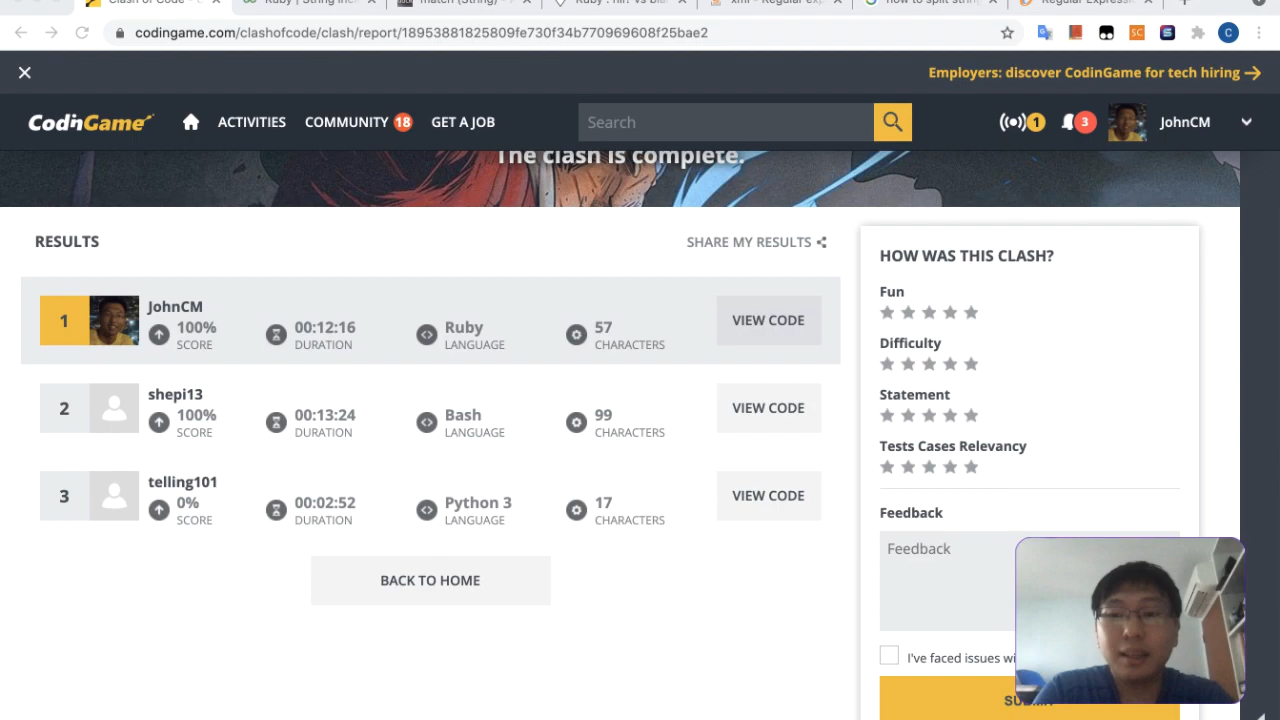 codingame.com/clashofcode/clash/report/18953881825809fe730f34b770969608f25bae2
C
Employers: discover CodinGame for tech hiring
CodinGame
ACTIVITIES
COMMUNITY 18
GET A JOB
Search
1
3
JohnCM
The clash is complete.
RESULTS
SHARE MY RESULTS
1
JohnCM
100%
SCORE
00:12:16
DURATION
Ruby
LANGUAGE
57
CHARACTERS
VIEW CODE
2
shepi13
100%
SCORE
00:13:24
DURATION
Bash
LANGUAGE
99
CHARACTERS
VIEW CODE
3
telling101
0%
SCORE
00:02:52
DURATION
Python 3
LANGUAGE
17
CHARACTERS
VIEW CODE
BACK TO HOME
HOW WAS THIS CLASH?
Fun
Difficulty
Statement
Tests Cases Relevancy
Feedback
Feedback
I've faced issues